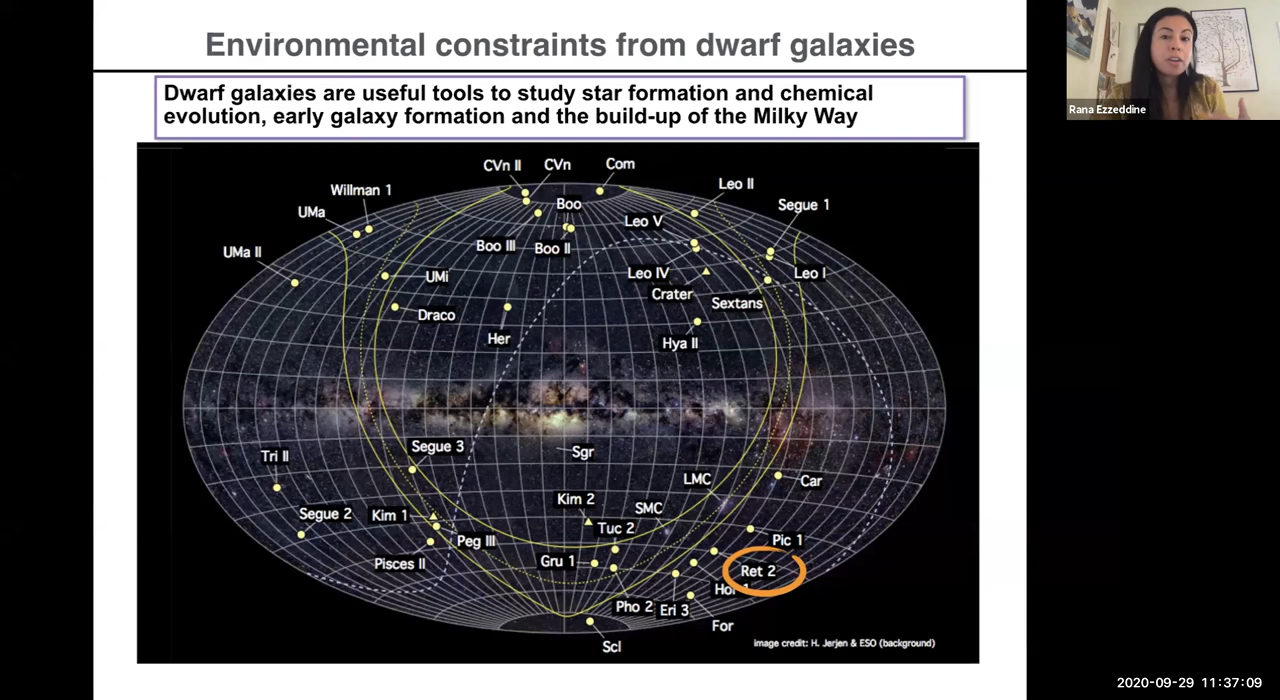 Environmental constraints from dwarf galaxies
Dwarf galaxies are useful tools to study star formation and chemical
evolution, early galaxy formation and the build-up of the Milky Way
Rana Ezzeddine
CVn II
CVn
Com
Willman 1
Leo II
UMa
Boo
Segue 1
Leo V
UMa II
Boo III
Boo II
UMi
Leo IV
Leo I
Crater
Sextans
Draco
Her
Hya II
Segue 3
Sgr
Tri II
LMC
Car
Kim 2
SMC
Segue 2
Kim 1
Tuc 2
Peg III
Pic 1
Pisces II
Gru 1
Ret 2
Hor 1
Pho 2
Eri 3
For
Scl
image credit: H. Jerjen & ESO (background)
2020-09-29 11:37:09